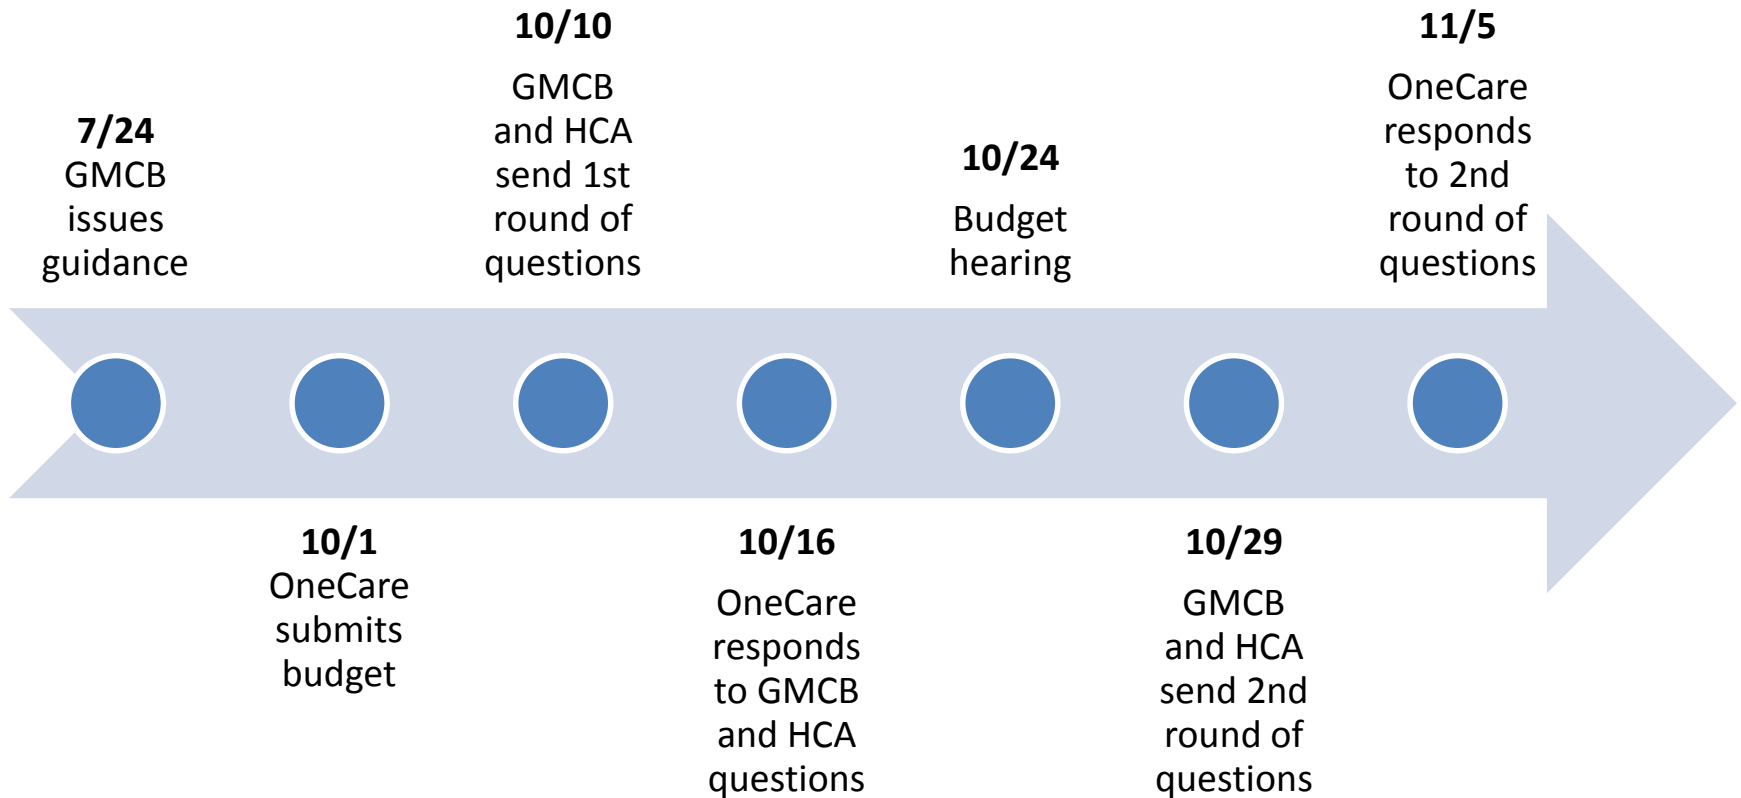 7/24
GMCB
issues
guidance
10/1
OneCare
submits
budget
10/10
GMCB
and HCA
send 1st
round of
questions
10/16
OneCare
responds
to GMCB
and HCA
questions
10/24
Budget
hearing
10/29
GMCB
and HCA
send 2nd
round of
questions
11/5
OneCare
responds
to 2nd
round of
questions